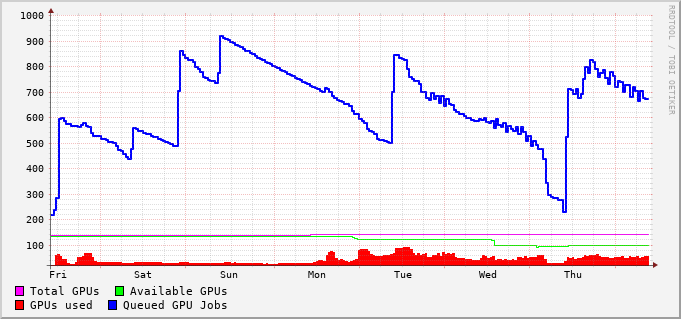 1000
900
800
700
600
500
400
300
200
100
Fri Sat Sun Mon Tue Wed Thu
Total GPUs Available GPUs
GPUs used Queued GPU Jobs
RRDTOOL / TOBI OETIKER